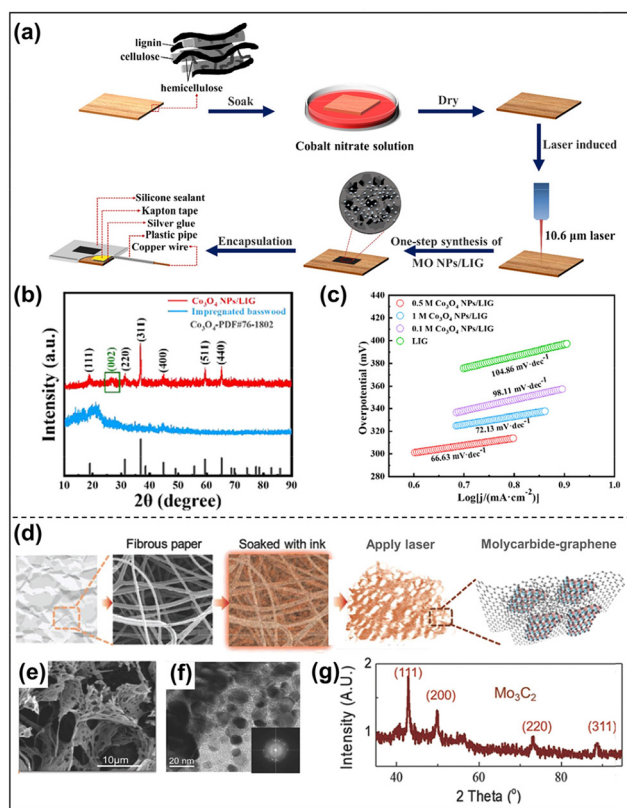 (a)
lignin
cellulose
hemicellulose
Soak
Dry
Cobalt nitrate solution
Laser induced
Silicone sealant
Kapton tape
Silver glue
Plastic pipe
Copper wire
Encapsulation
One-step synthesis of
MO NPs/LIG
10.6 μm laser
(b)
Co₃O₄ NPs/LIG
Impregnated basswood
Co₃O₄-PDF#76-1802
(111)
(002)
(220)
(311)
(400)
(511)
(440)
Intensity (a.u.)
10 20 30 40 50 60 70 80 90
2θ (degree)
(c)
0.5 M Co₃O₄ NPs/LIG
1 M Co₃O₄ NPs/LIG
0.1 M Co₃O₄ NPs/LIG
LIG
104.86 mV·dec⁻¹
98.11 mV·dec⁻¹
72.13 mV·dec⁻¹
66.63 mV·dec⁻¹
Overpotential (mV)
400
380
360
340
320
300
0.6 0.7 0.8 0.9 1.0
Log[j/(mA·cm⁻²)]
(d)
Fibrous paper
Soaked with ink
Apply laser
Molycarbide-graphene
(e)
10μm
(f)
20 nm
(g)
(111)
(200)
Mo₃C₂
(220)
(311)
Intensity (A.U.)
2
1
40 60 80
2 Theta (°)